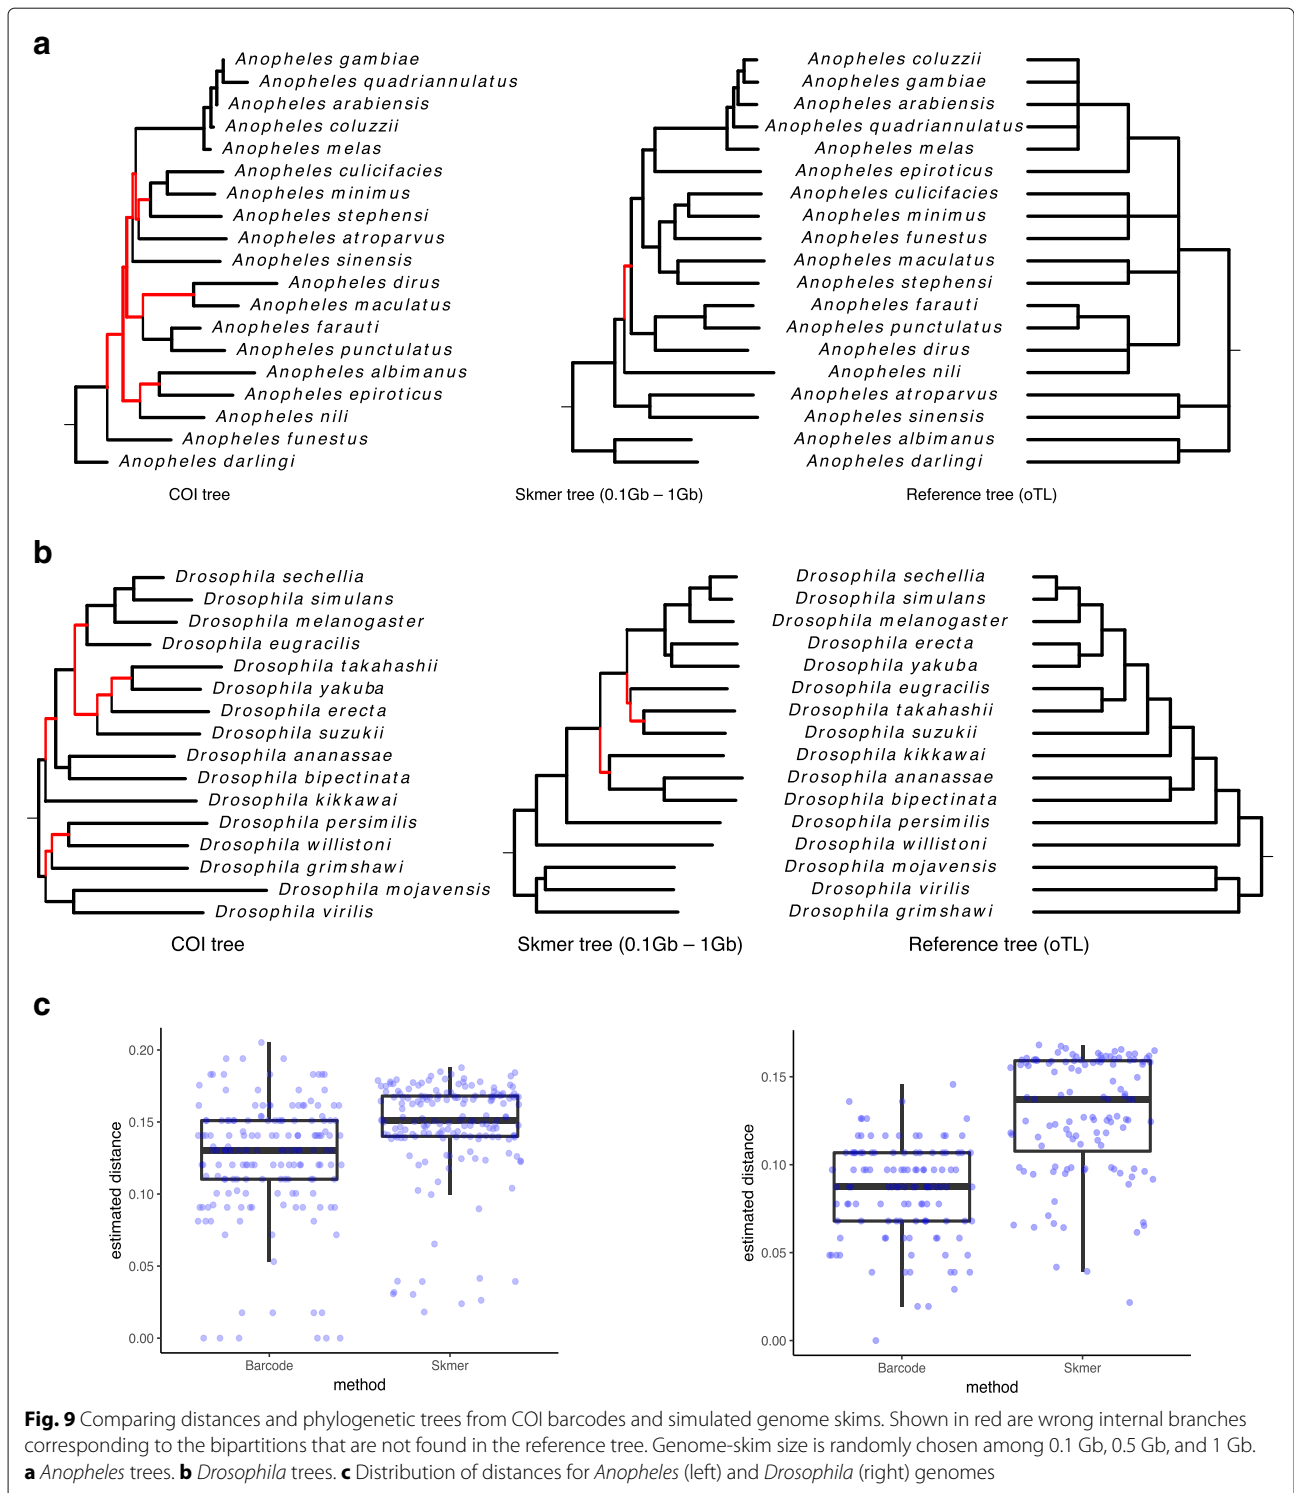 a
Anopheles gambiae
Anopheles quadriannulatus
Anopheles arabiensis
Anopheles coluzzii
Anopheles melas
Anopheles culicifacies
Anopheles minimus
Anopheles stephensi
Anopheles atroparvus
Anopheles sinensis
Anopheles dirus
Anopheles maculatus
Anopheles farauti
Anopheles punctulatus
Anopheles albimanus
Anopheles epiroticus
Anopheles nili
Anopheles funestus
Anopheles darlingi
COI tree
Anopheles coluzzii
Anopheles gambiae
Anopheles arabiensis
Anopheles quadriannulatus
Anopheles melas
Anopheles epiroticus
Anopheles culicifacies
Anopheles minimus
Anopheles funestus
Anopheles maculatus
Anopheles stephensi
Anopheles farauti
Anopheles punctulatus
Anopheles dirus
Anopheles nili
Anopheles atroparvus
Anopheles sinensis
Anopheles albimanus
Anopheles darlingi
Skmer tree (0.1Gb – 1Gb)
Reference tree (oTL)
b
Drosophila sechellia
Drosophila simulans
Drosophila melanogaster
Drosophila eugracilis
Drosophila takahashii
Drosophila yakuba
Drosophila erecta
Drosophila suzukii
Drosophila ananassae
Drosophila bipectinata
Drosophila kikkawai
Drosophila persimilis
Drosophila willistoni
Drosophila grimshawi
Drosophila mojavensis
Drosophila virilis
COI tree
Drosophila sechellia
Drosophila simulans
Drosophila melanogaster
Drosophila erecta
Drosophila yakuba
Drosophila eugracilis
Drosophila takahashii
Drosophila suzukii
Drosophila kikkawai
Drosophila ananassae
Drosophila bipectinata
Drosophila persimilis
Drosophila willistoni
Drosophila mojavensis
Drosophila virilis
Drosophila grimshawi
Skmer tree (0.1Gb – 1Gb)
Reference tree (oTL)
c
estimated distance
0.20
0.15
0.10
0.05
0.00
Barcode
Skmer
method
estimated distance
0.15
0.10
0.05
0.00
Barcode
Skmer
method
Fig. 9 Comparing distances and phylogenetic trees from COI barcodes and simulated genome skims. Shown in red are wrong internal branches
corresponding to the bipartitions that are not found in the reference tree. Genome-skim size is randomly chosen among 0.1 Gb, 0.5 Gb, and 1 Gb.
a Anopheles trees. b Drosophila trees. c Distribution of distances for Anopheles (left) and Drosophila (right) genomes